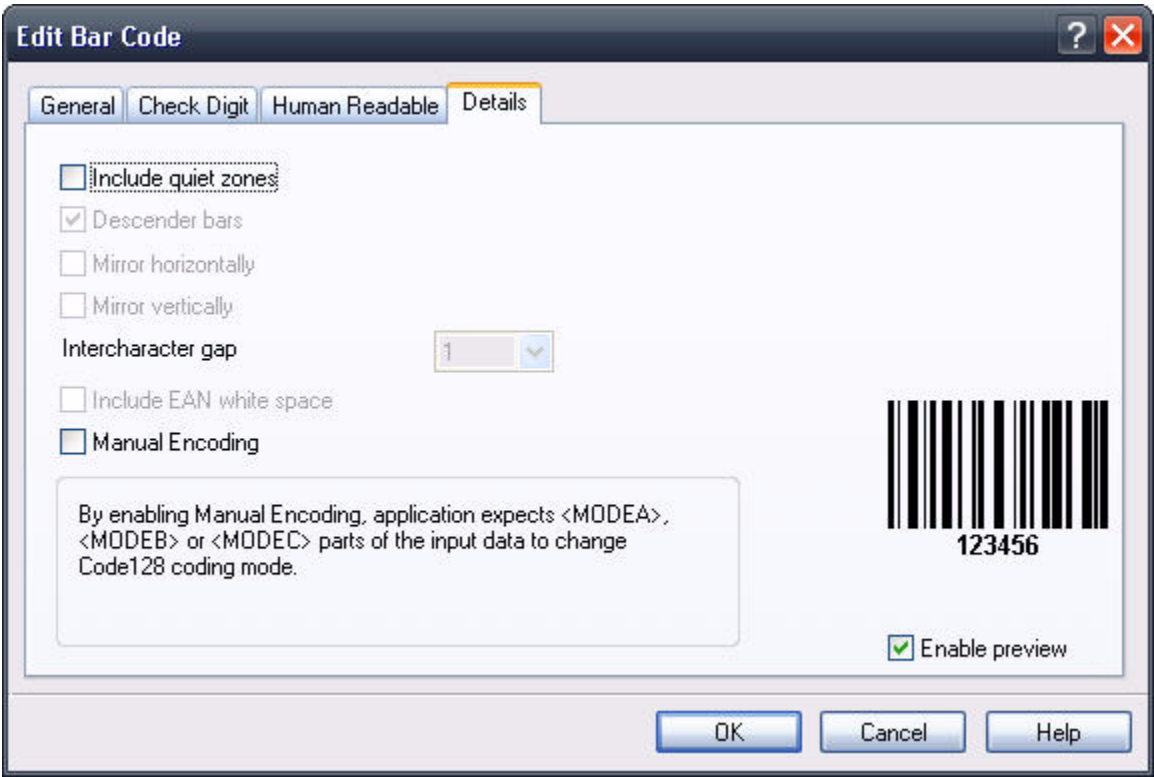 Edit Bar Code
General Check Digit Human Readable Details
Include quiet zones
Descender bars
Mirror horizontally
Mirror vertically
Intercharacter gap 1
Include EAN white space
Manual Encoding
By enabling Manual Encoding, application expects <MODEA>,
<MODEB> or <MODEC> parts of the input data to change
Code128 coding mode.
123456
Enable preview
OK Cancel Help